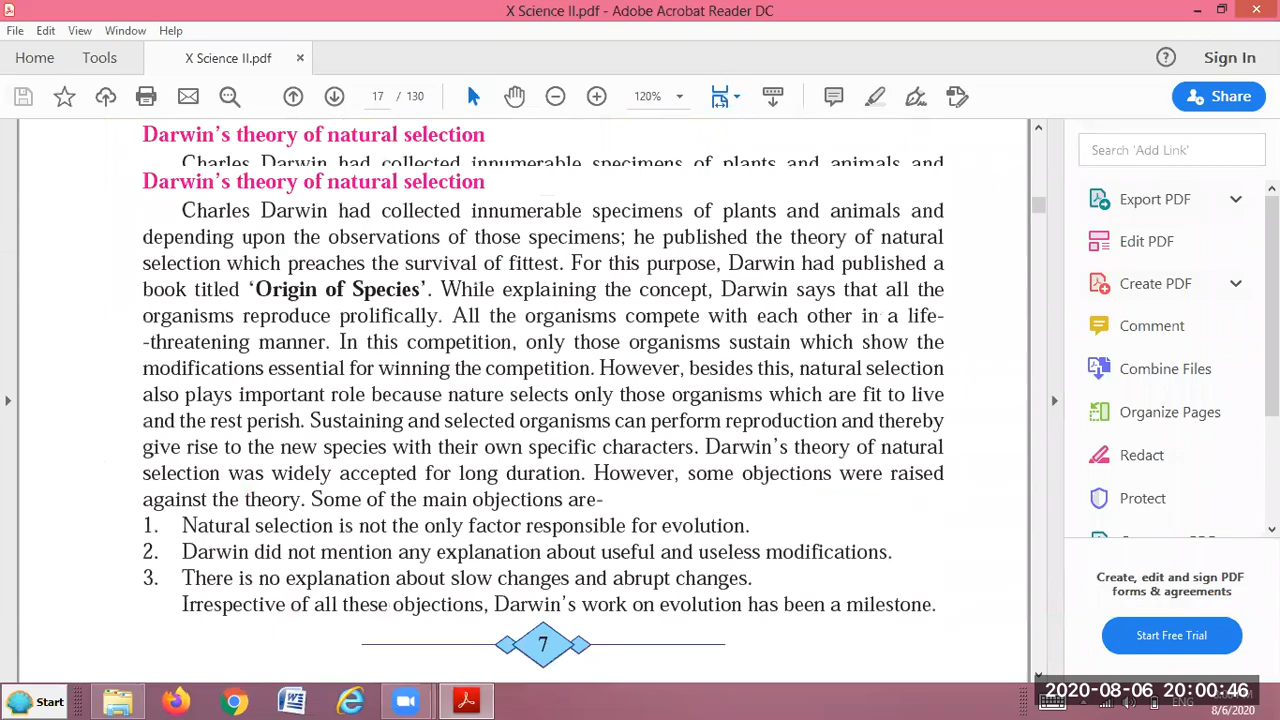 X Science II.pdf - Adobe Acrobat Reader DC
File Edit View Window Help
Home Tools X Science II.pdf × ? Sign In
17 / 130 120% Share
Darwin's theory of natural selection
Charles Darwin had collected innumerable specimens of plants and animals and
Darwin's theory of natural selection
Charles Darwin had collected innumerable specimens of plants and animals and
depending upon the observations of those specimens; he published the theory of natural
selection which preaches the survival of fittest. For this purpose, Darwin had published a
book titled 'Origin of Species'. While explaining the concept, Darwin says that all the
organisms reproduce prolifically. All the organisms compete with each other in a life-
-threatening manner. In this competition, only those organisms sustain which show the
modifications essential for winning the competition. However, besides this, natural selection
also plays important role because nature selects only those organisms which are fit to live
and the rest perish. Sustaining and selected organisms can perform reproduction and thereby
give rise to the new species with their own specific characters. Darwin's theory of natural
selection was widely accepted for long duration. However, some objections were raised
against the theory. Some of the main objections are-
1. Natural selection is not the only factor responsible for evolution.
2. Darwin did not mention any explanation about useful and useless modifications.
3. There is no explanation about slow changes and abrupt changes.
Irrespective of all these objections, Darwin's work on evolution has been a milestone.
7
Search 'Add Link'
Export PDF
Edit PDF
Create PDF
Comment
Combine Files
Organize Pages
Redact
Protect
Create, edit and sign PDF
forms & agreements
Start Free Trial
Start
2020-08-06 20:00:46
ENG
8/6/2020